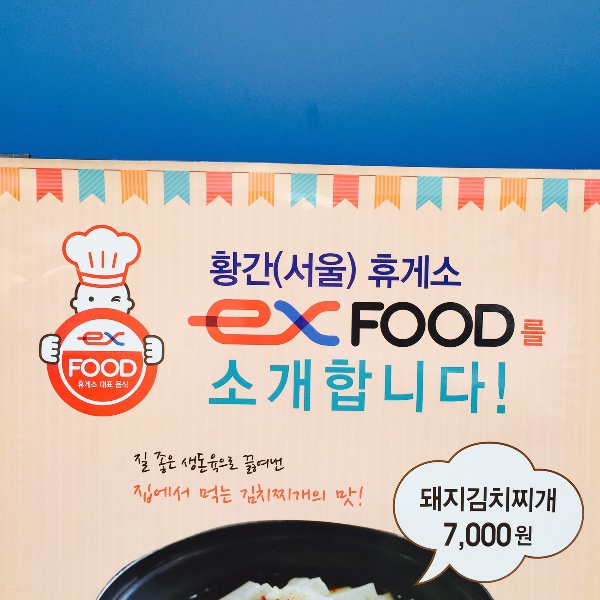 황간(서울) 휴게소
ex FOOD를
소개합니다!
ex
FOOD
휴게소 대표 음식
질 좋은 생돈육으로 끓여낸
집에서 먹는 김치찌개의 맛!
돼지김치찌개
7,000원